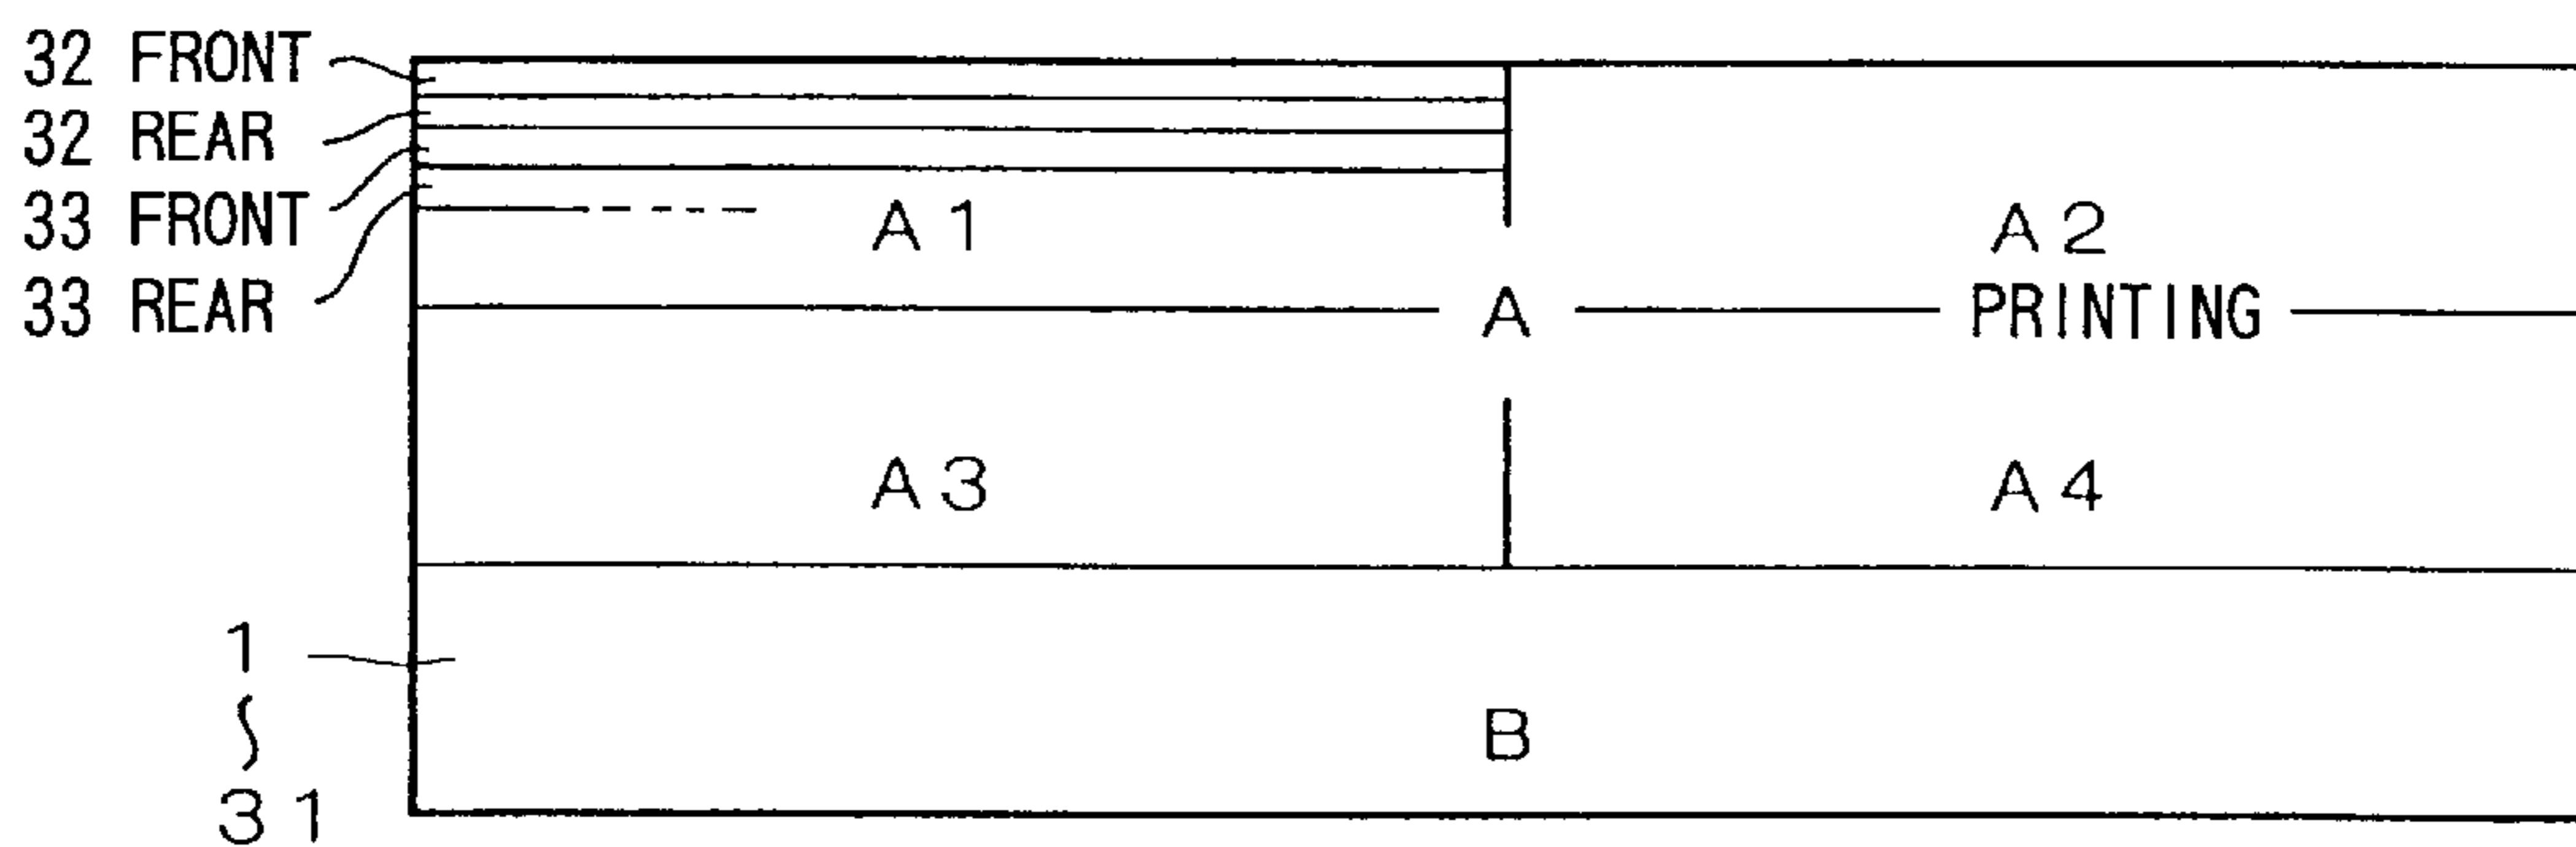 32 FRONT
32 REAR
33 FRONT
33 REAR
A1
A2
A
PRINTING
A3
A4
1
~
31
B